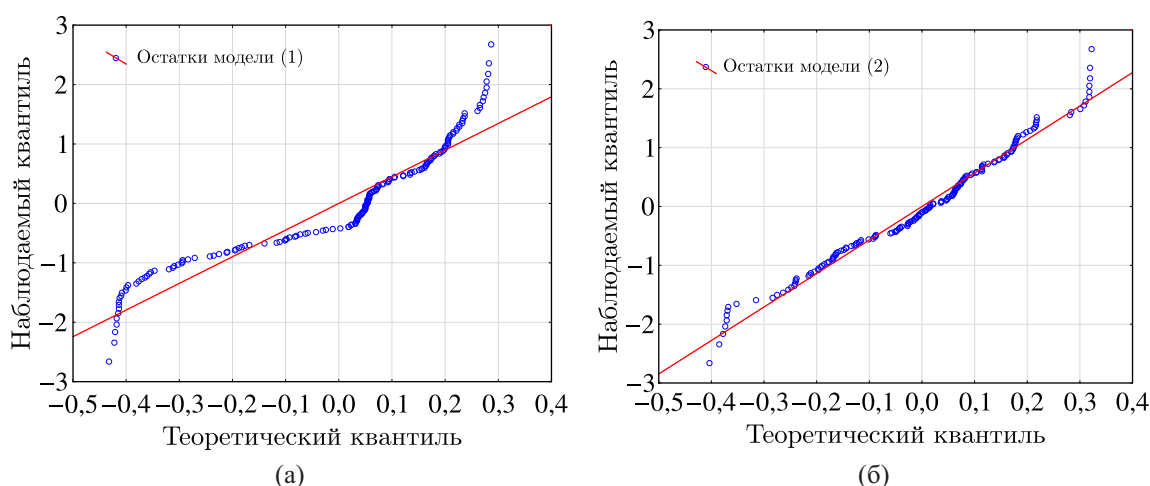 Наблюдаемый квантиль
3
2
1
0
−1
−2
−3
Остатки модели (1)
−0,5 −0,4 −0,3 −0,2 −0,1 0,0 0,1 0,2 0,3 0,4
Теоретический квантиль
(а)
Наблюдаемый квантиль
3
2
1
0
−1
−2
−3
Остатки модели (2)
−0,5 −0,4 −0,3 −0,2 −0,1 0,0 0,1 0,2 0,3 0,4
Теоретический квантиль
(б)